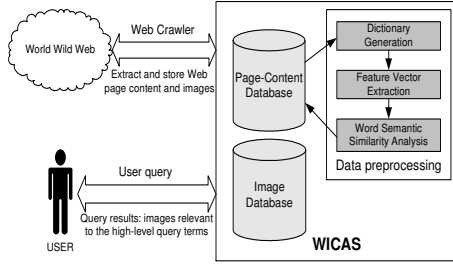 World Wild Web
Web Crawler
Extract and store Web
page content and images
User query
Query results: images relevant
to the high-level query terms
USER
Page-Content
Database
Image
Database
Dictionary
Generation
Feature Vector
Extraction
Word Semantic
Similarity Analysis
Data preprocessing
WICAS